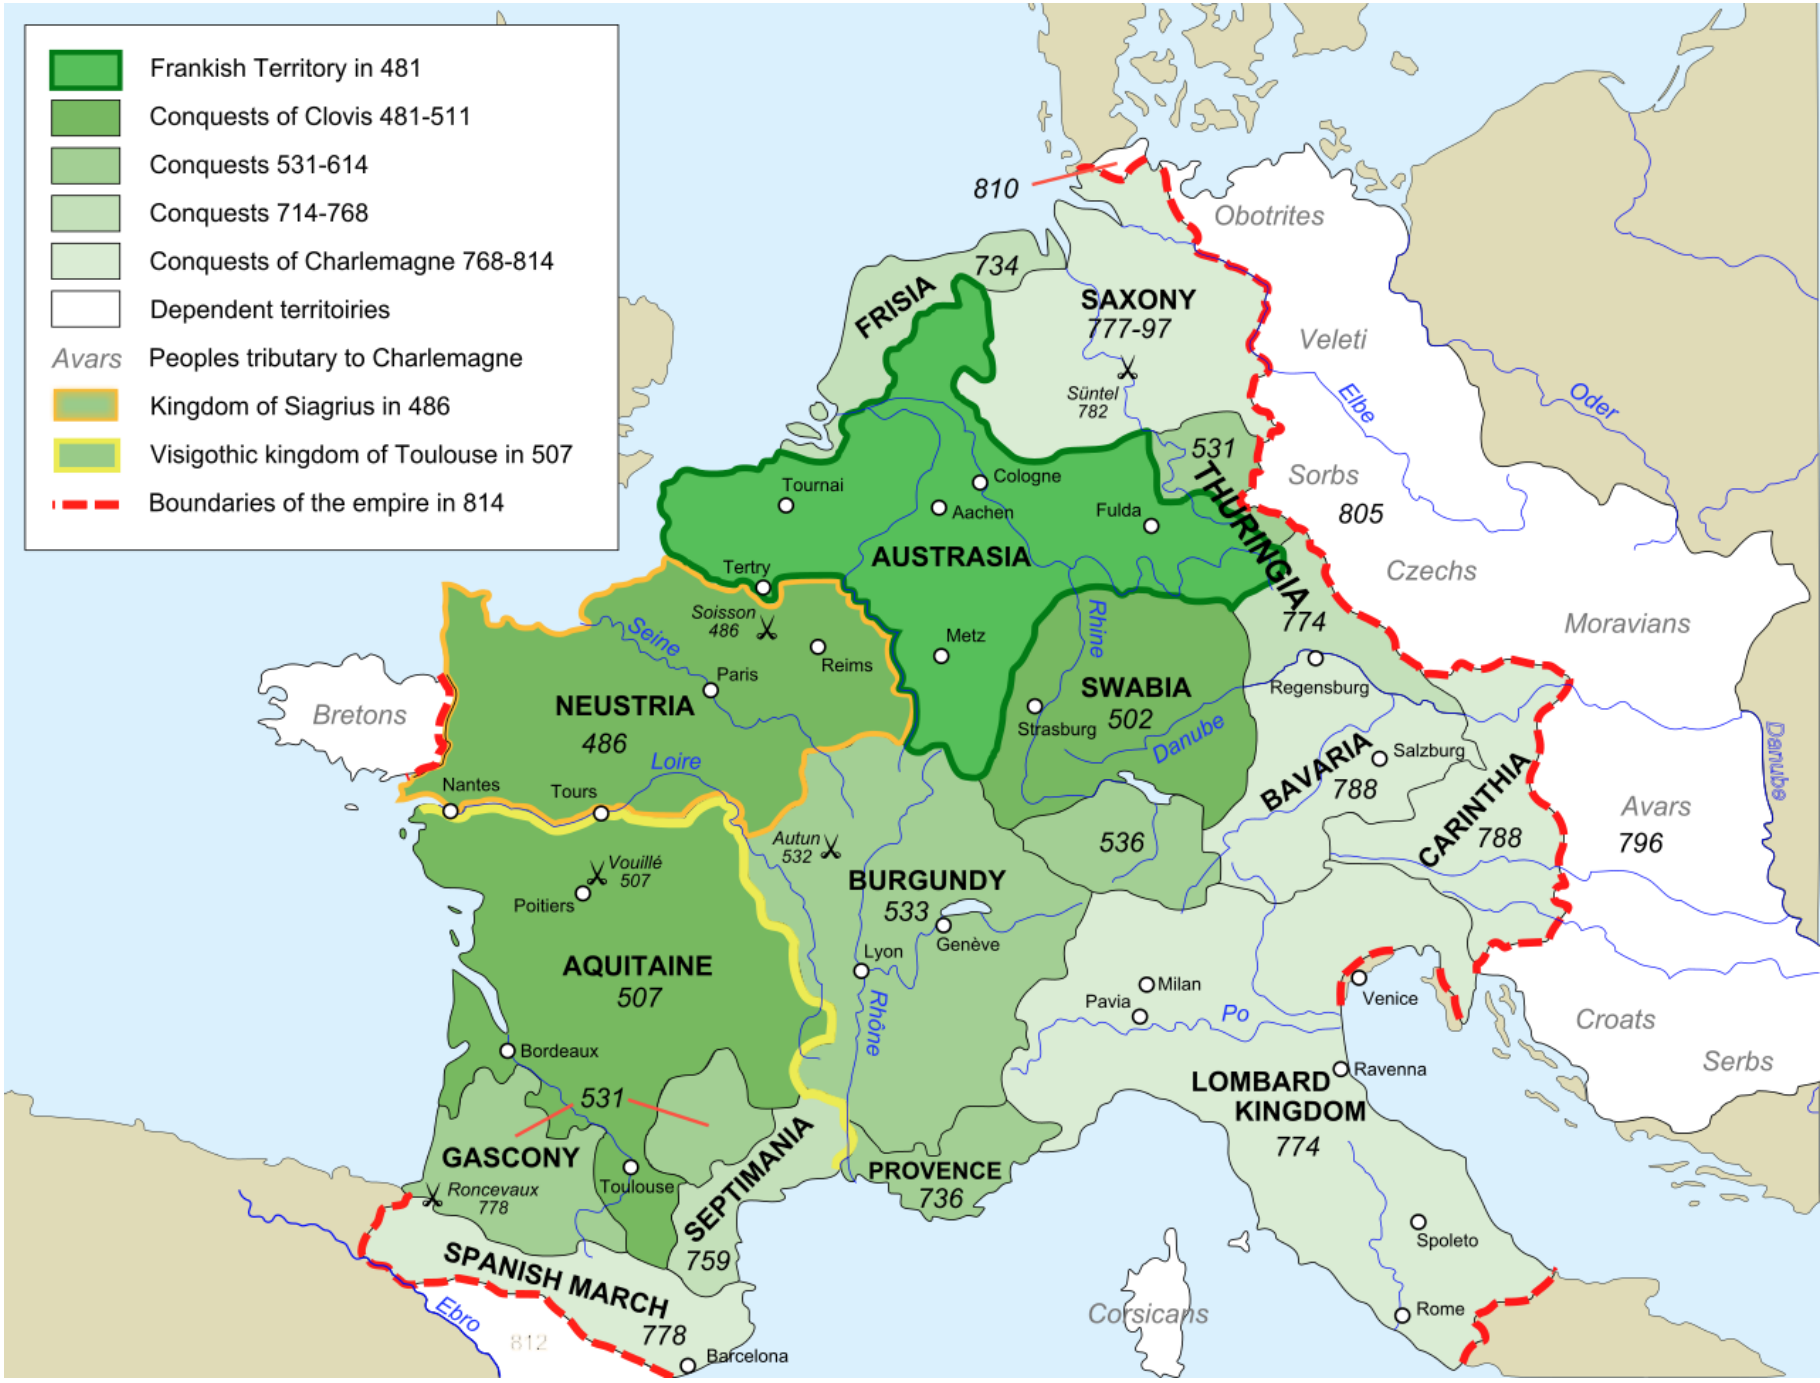 Frankish Territory in 481
Conquests of Clovis 481-511
Conquests 531-614
Conquests 714-768
Conquests of Charlemagne 768-814
Dependent territoiries
Avars Peoples tributary to Charlemagne
Kingdom of Siagrius in 486
Visigothic kingdom of Toulouse in 507
Boundaries of the empire in 814
810
Obotrites
734
FRISIA
SAXONY
777-97
Veleti
Süntel
782
Elbe
Oder
531
THURINGIA
Sorbs
805
Tournai
Cologne
Aachen
Fulda
AUSTRASIA
Czechs
Tertry
Soisson
486
Seine
Reims
Metz
Rhine
774
Moravians
Paris
NEUSTRIA
486
Bretons
SWABIA
502
Strasburg
Danube
Regensburg
Loire
Nantes
Tours
BAVARIA
788
Salzburg
CARINTHIA
788
Danube
Avars
796
Autun
532
536
Vouillé
507
Poitiers
BURGUNDY
533
Genève
Lyon
AQUITAINE
507
Rhône
Milan
Pavia
Po
Venice
Croats
Serbs
Bordeaux
531
Ravenna
LOMBARD
KINGDOM
774
GASCONY
Toulouse
Roncevaux
778
SEPTIMANIA
759
PROVENCE
736
SPANISH MARCH
778
Spoleto
Rome
Corsicans
Ebro
812
Barcelona